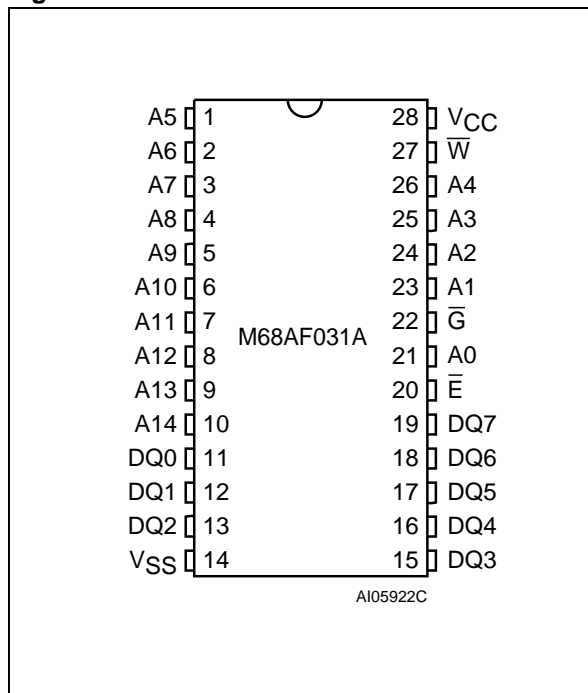 A5 1 28 VCC
A6 2 27 W̅
A7 3 26 A4
A8 4 25 A3
A9 5 24 A2
A10 6 23 A1
A11 7 22 G̅
M68AF031A
A12 8 21 A0
A13 9 20 E̅
A14 10 19 DQ7
DQ0 11 18 DQ6
DQ1 12 17 DQ5
DQ2 13 16 DQ4
VSS 14 15 DQ3
AI05922C